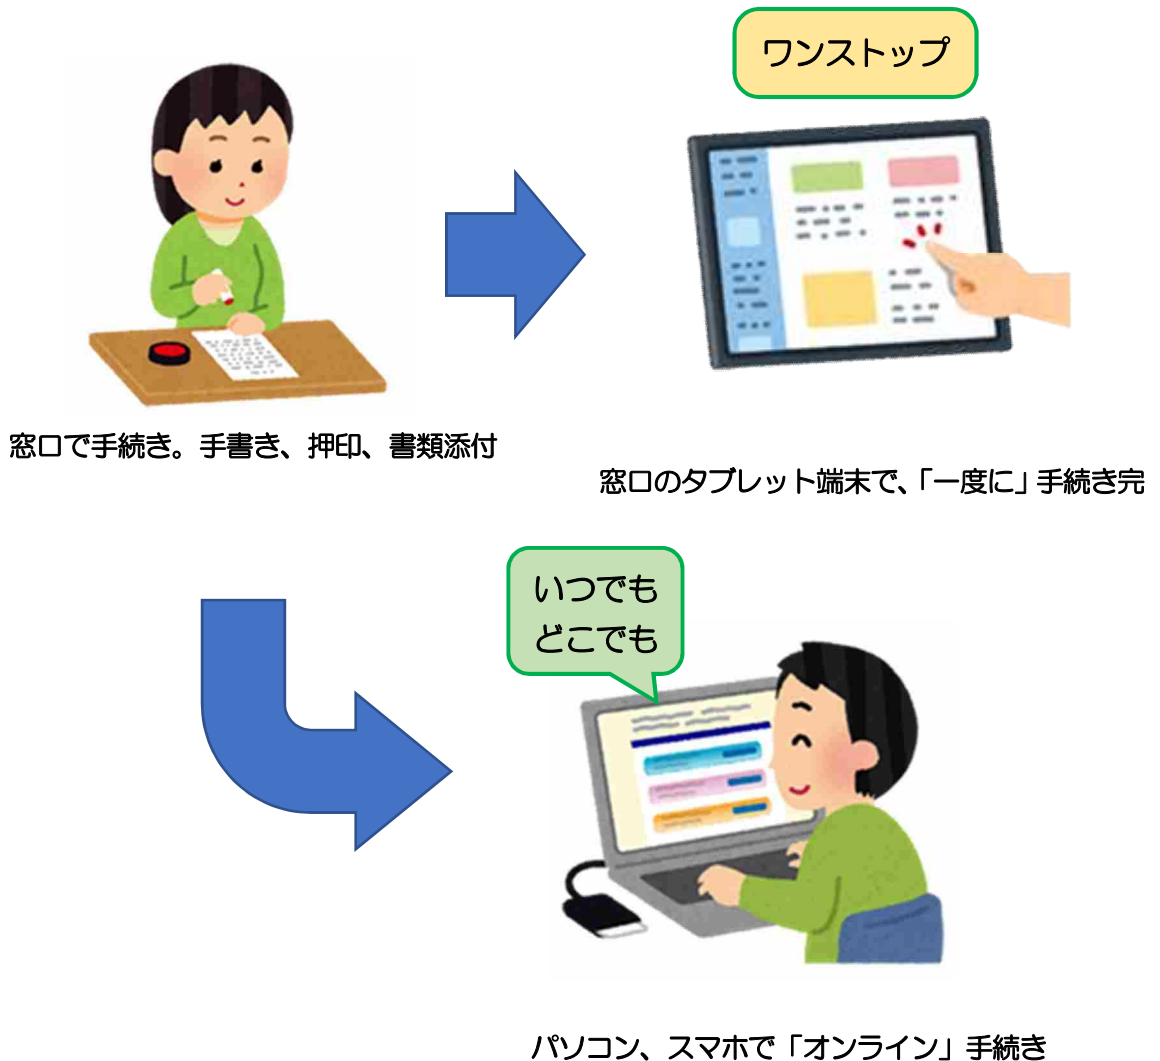 ワンストップ
窓口で手続き。手書き、押印、書類添付
窓口のタブレット端末で、「一度に」手続き完
いつでも
どこでも
パソコン、スマホで「オンライン」手続き